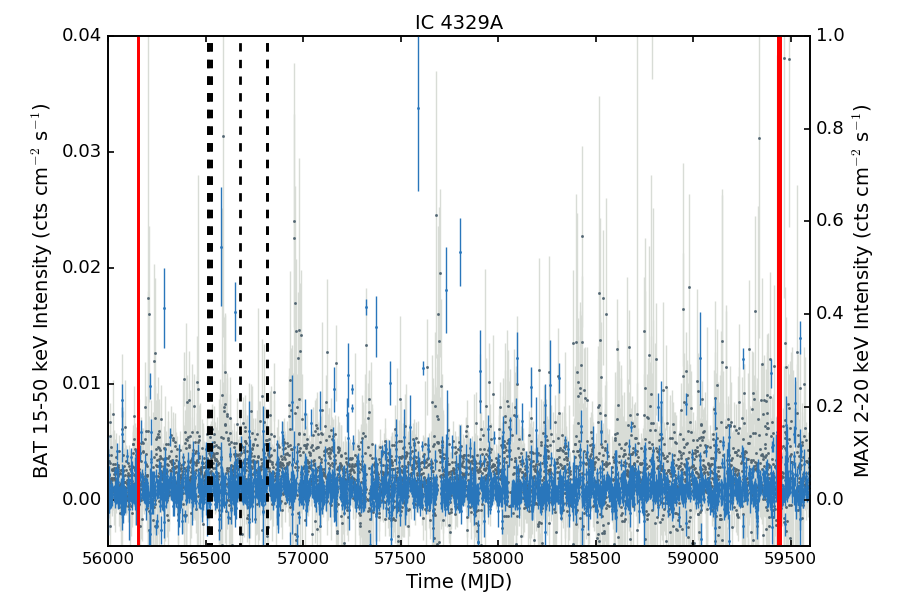 IC 4329A
0.04
0.03
0.02
0.01
0.00
BAT 15-50 keV Intensity (cts cm⁻² s⁻¹)
1.0
0.8
0.6
0.4
0.2
0.0
MAXI 2-20 keV Intensity (cts cm⁻² s⁻¹)
56000 56500 57000 57500 58000 58500 59000 59500
Time (MJD)